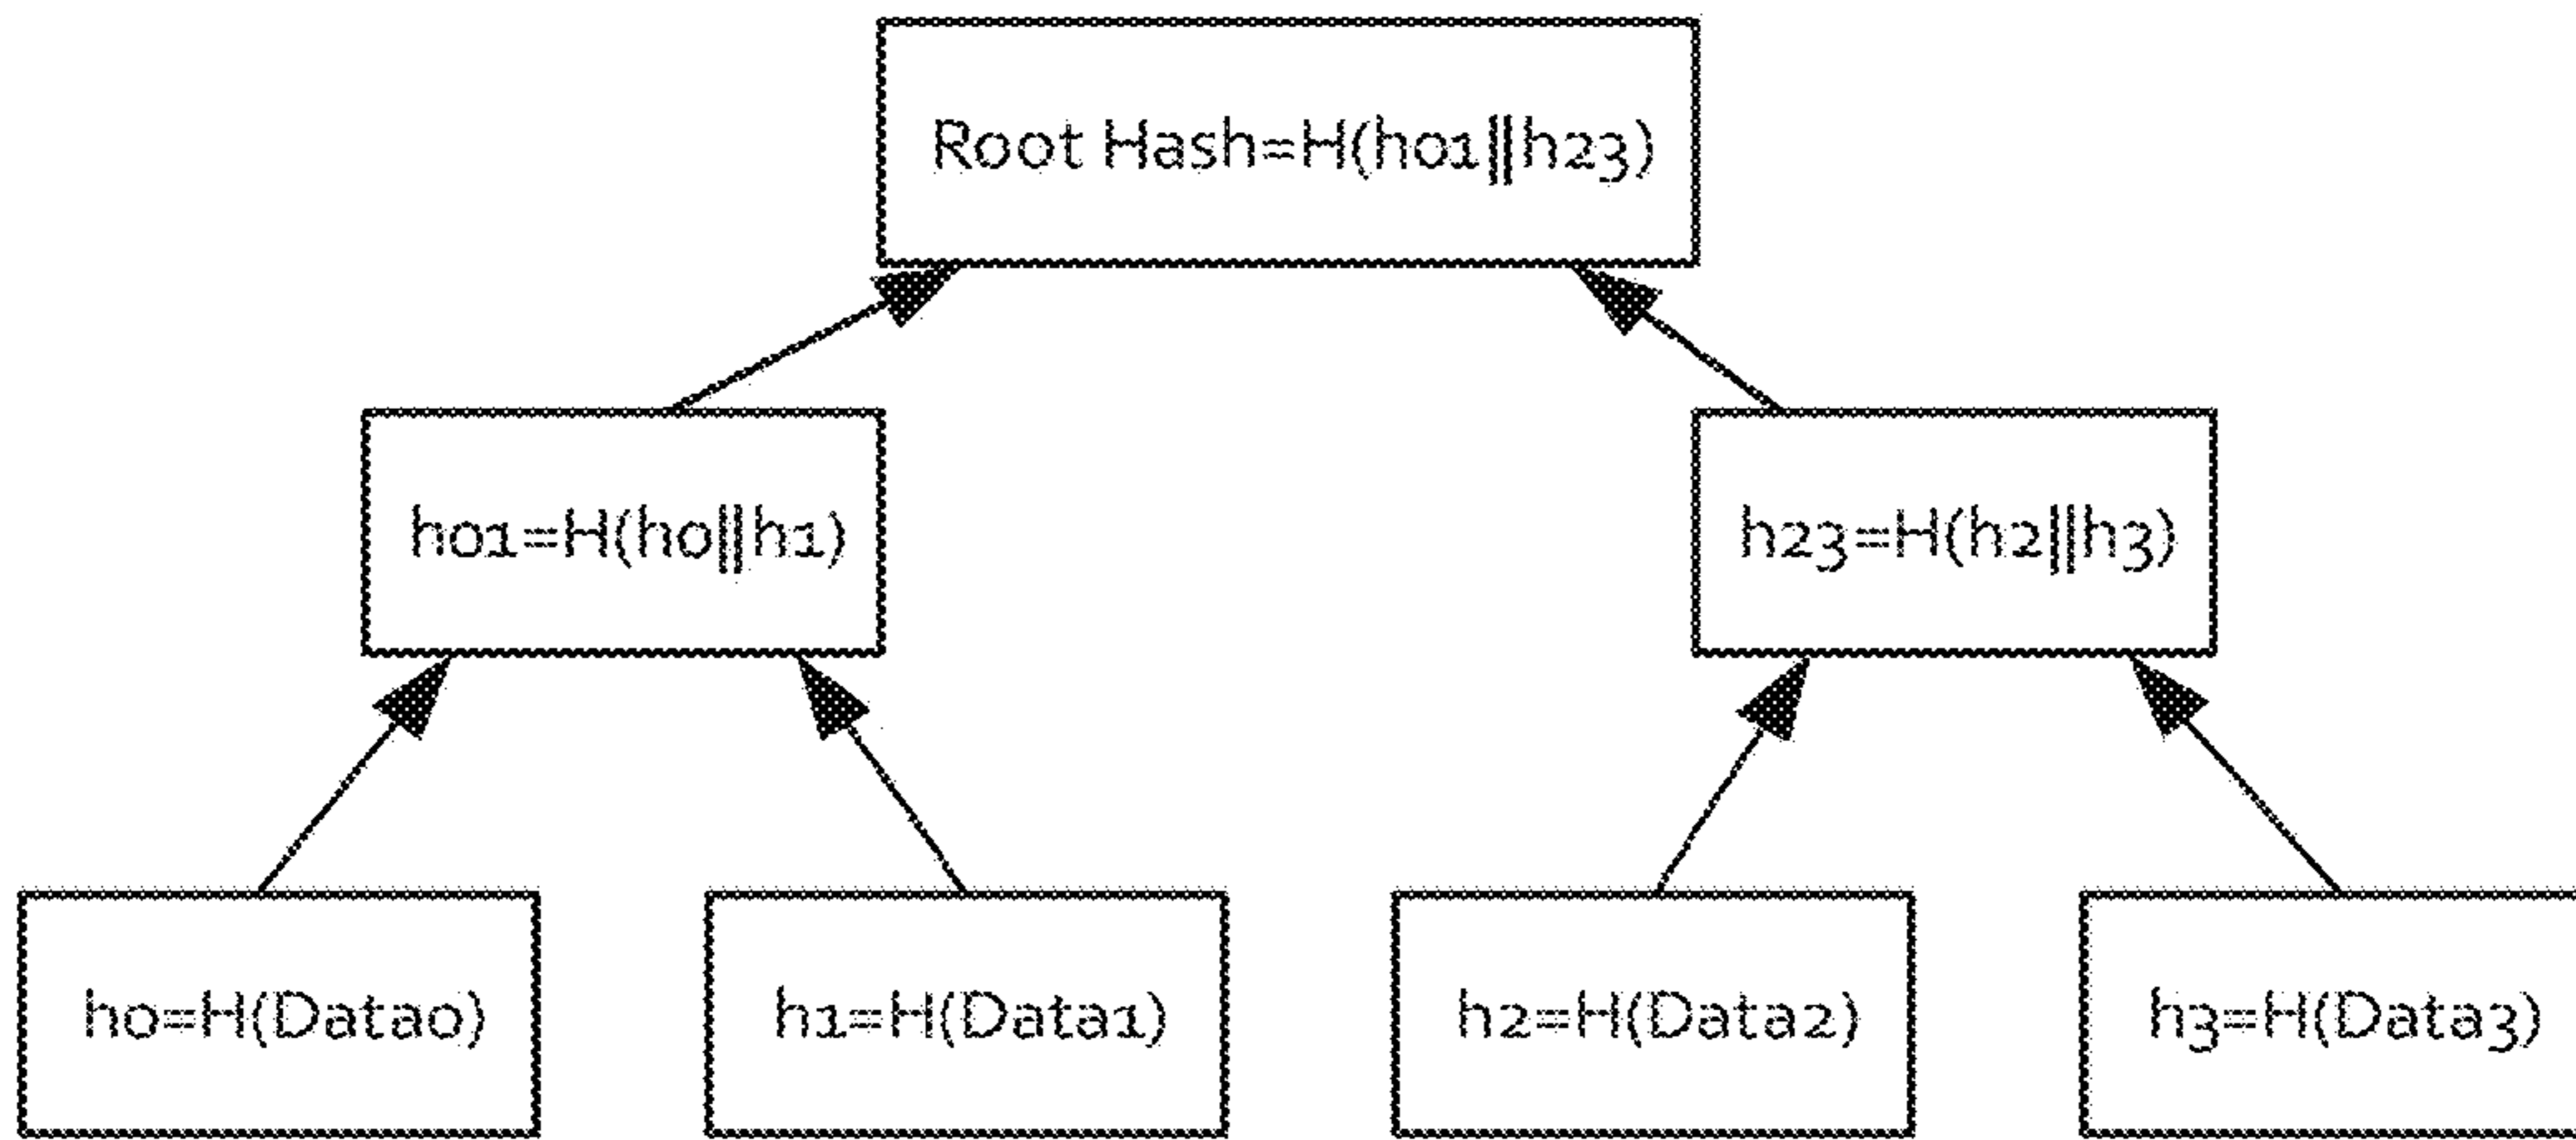 Root Hash=H(h01||h23)
h01=H(h0||h1)
h23=H(h2||h3)
h0=H(Data0)
h1=H(Data1)
h2=H(Data2)
h3=H(Data3)